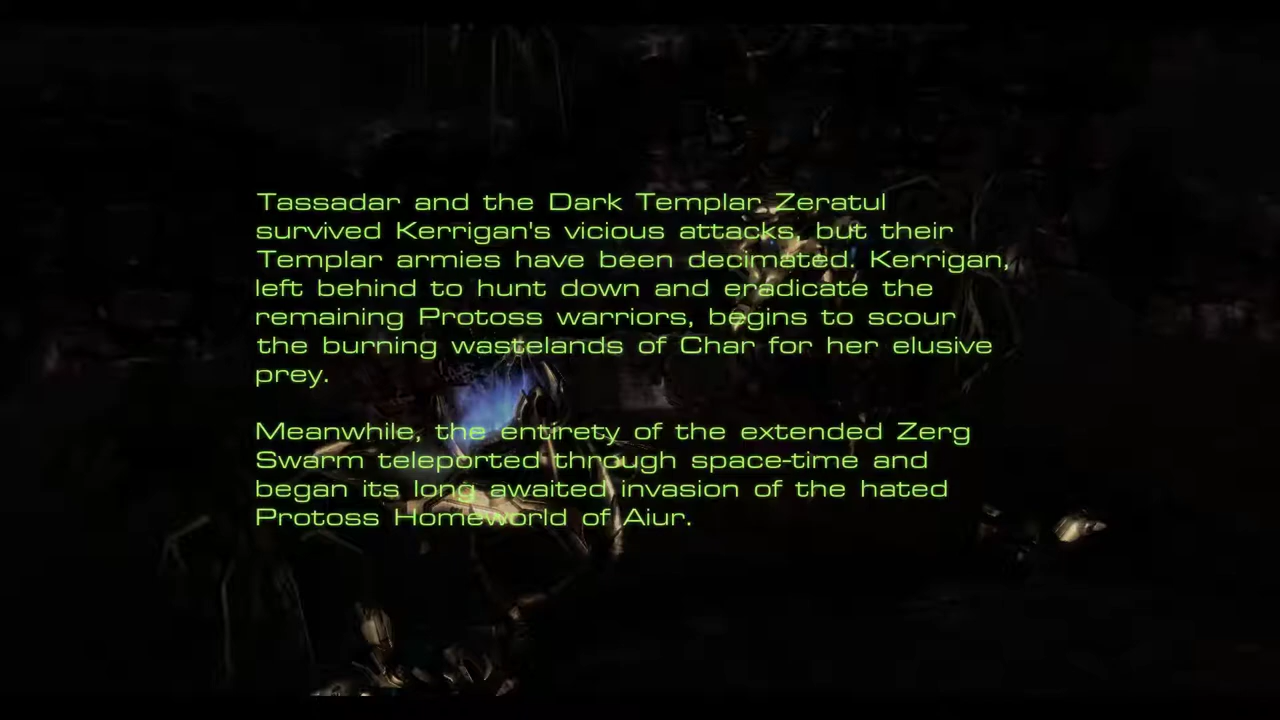 Tassadar and the Dark Templar Zeratul
survived Kerrigan's vicious attacks, but their
Templar armies have been decimated. Kerrigan,
left behind to hunt down and eradicate the
remaining Protoss warriors, begins to scour
the burning wastelands of Char for her elusive
prey.
Meanwhile, the entirety of the extended Zerg
Swarm teleported through space-time and
began its long awaited invasion of the hated
Protoss Homeworld of Aiur.